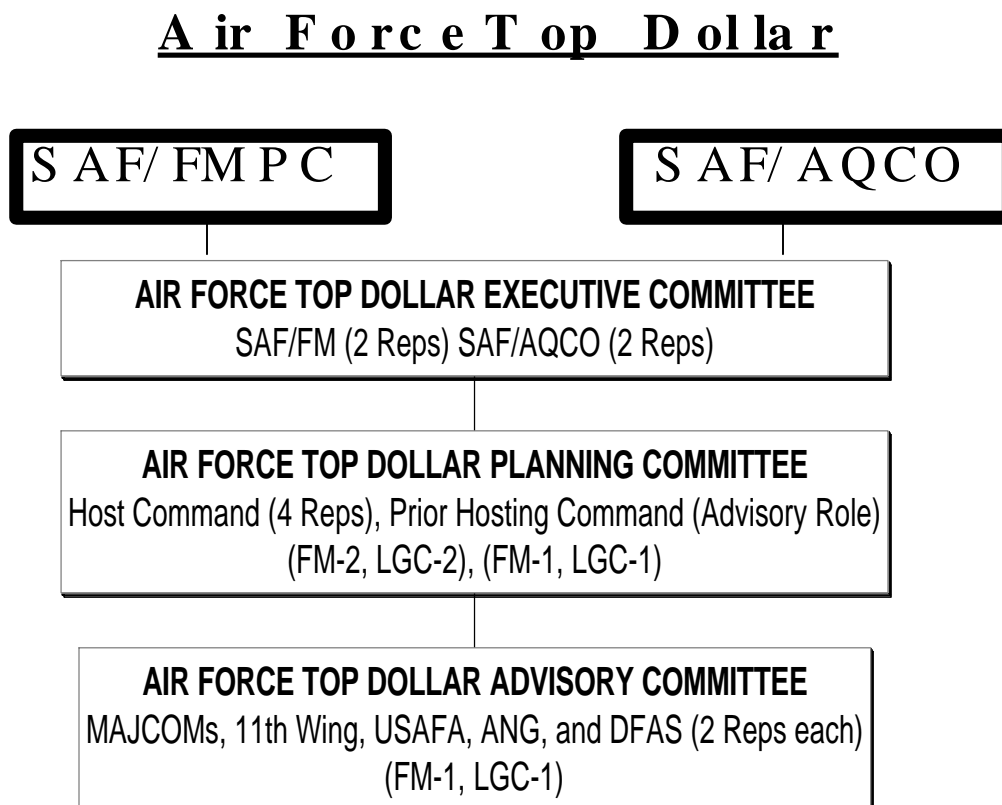 Air Force Top Dollar
SAF/FMPC
SAF/AQCO
AIR FORCE TOP DOLLAR EXECUTIVE COMMITTEE
SAF/FM (2 Reps) SAF/AQCO (2 Reps)
AIR FORCE TOP DOLLAR PLANNING COMMITTEE
Host Command (4 Reps), Prior Hosting Command (Advisory Role)
(FM-2, LGC-2), (FM-1, LGC-1)
AIR FORCE TOP DOLLAR ADVISORY COMMITTEE
MAJCOMs, 11th Wing, USAFA, ANG, and DFAS (2 Reps each)
(FM-1, LGC-1)